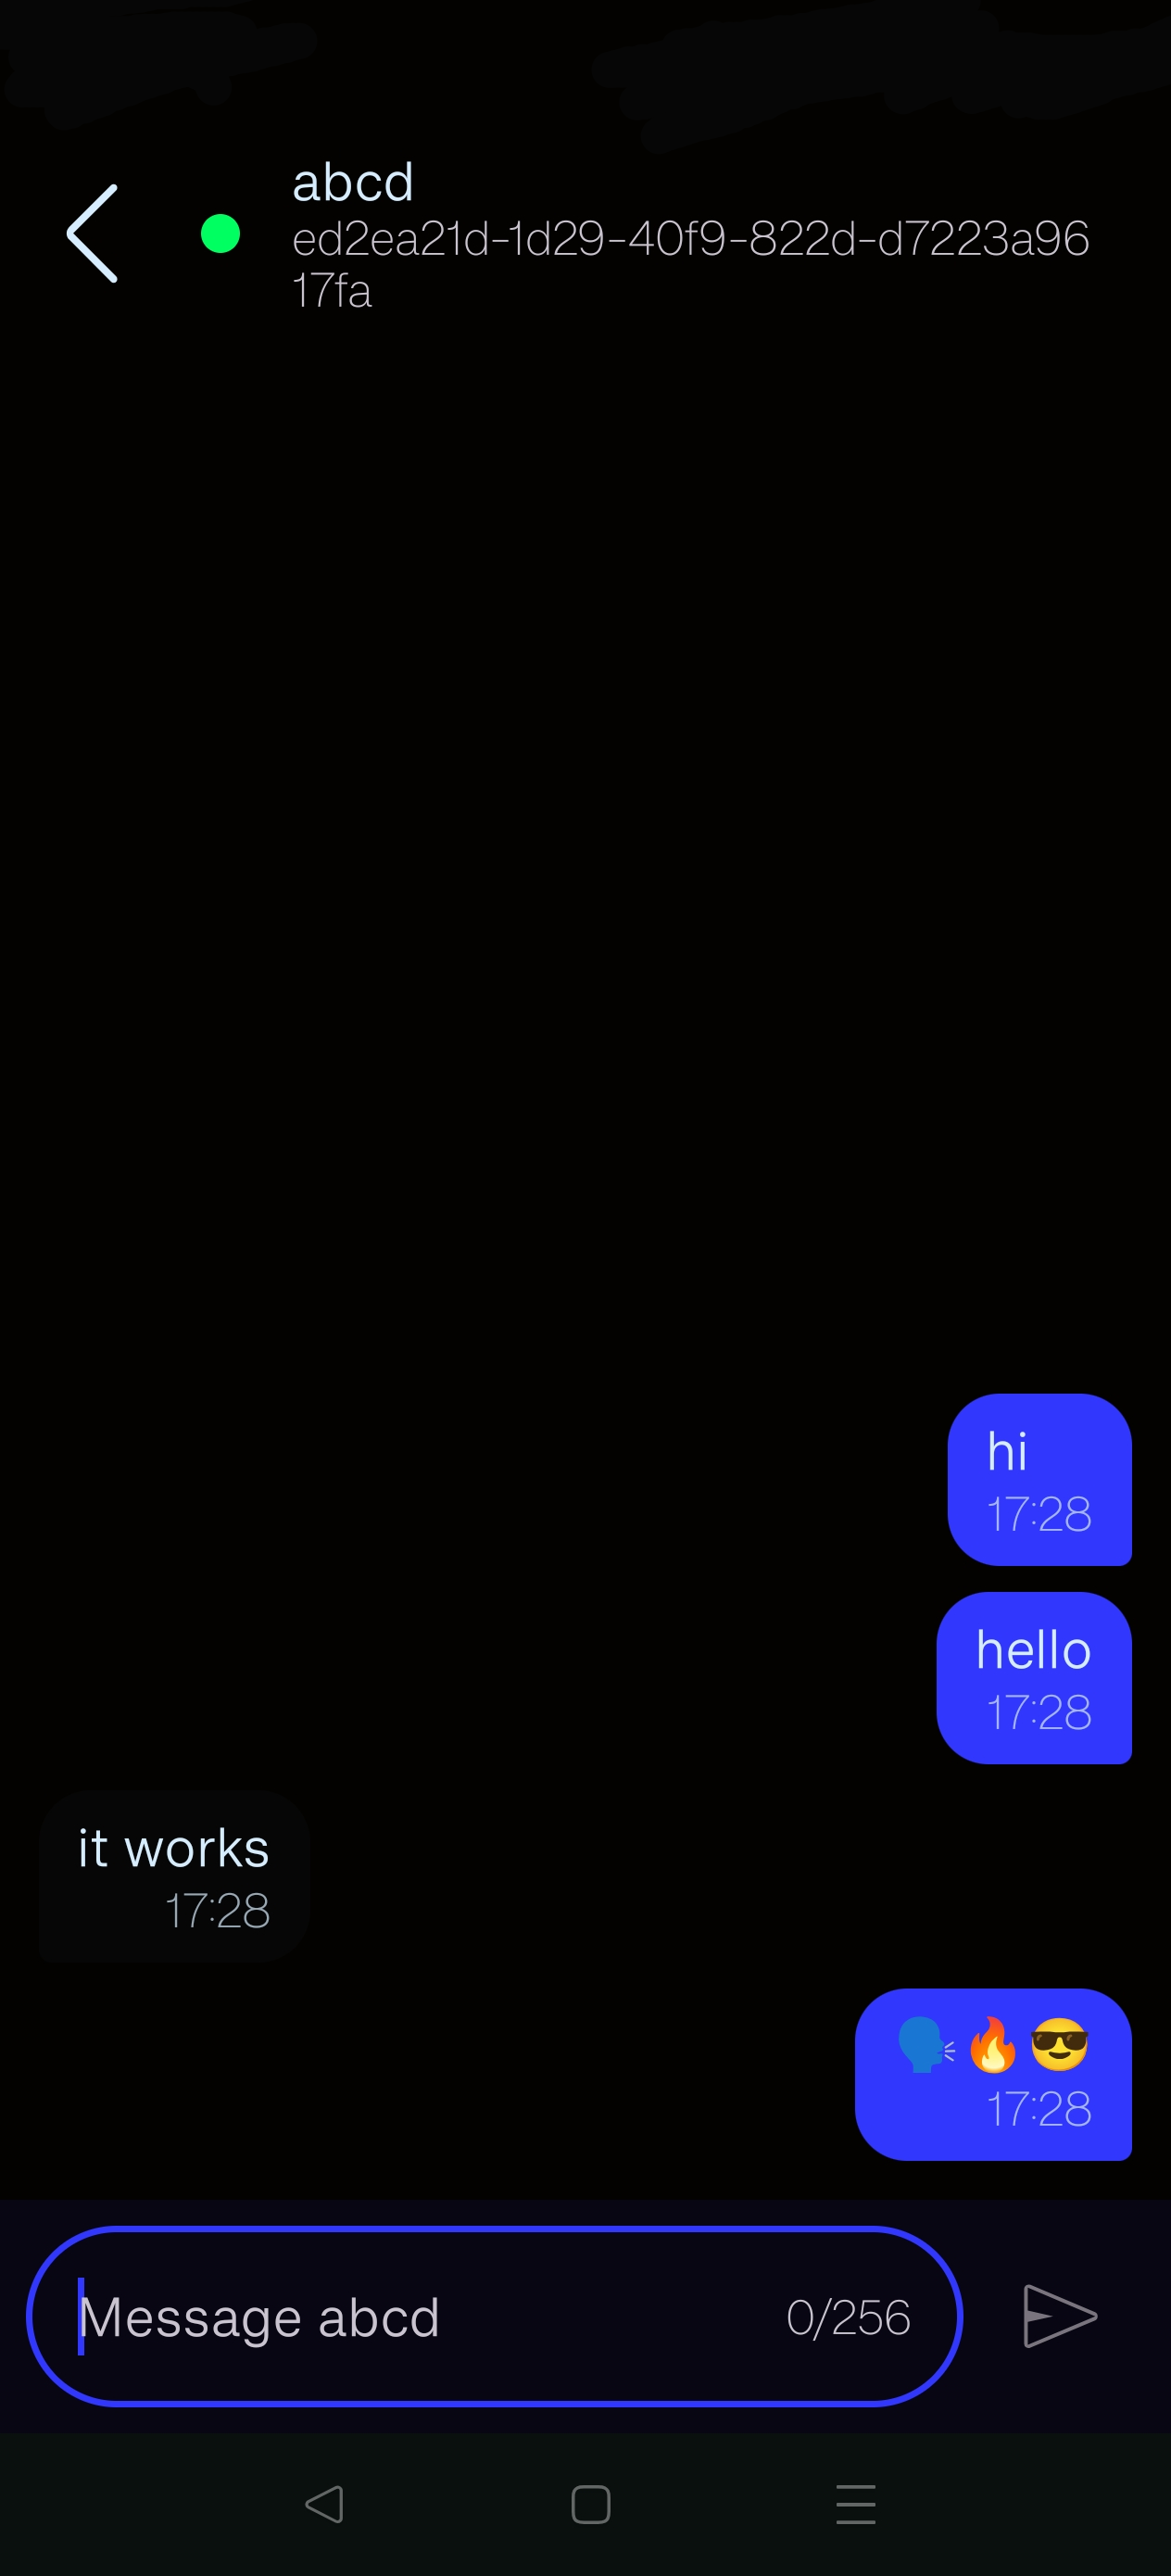 abcd
ed2ea21d-1d29-40f9-822d-d7223a96
17fa
hi
17:28
hello
17:28
it works
17:28
🗣️🔥😎
17:28
Message abcd
0/256